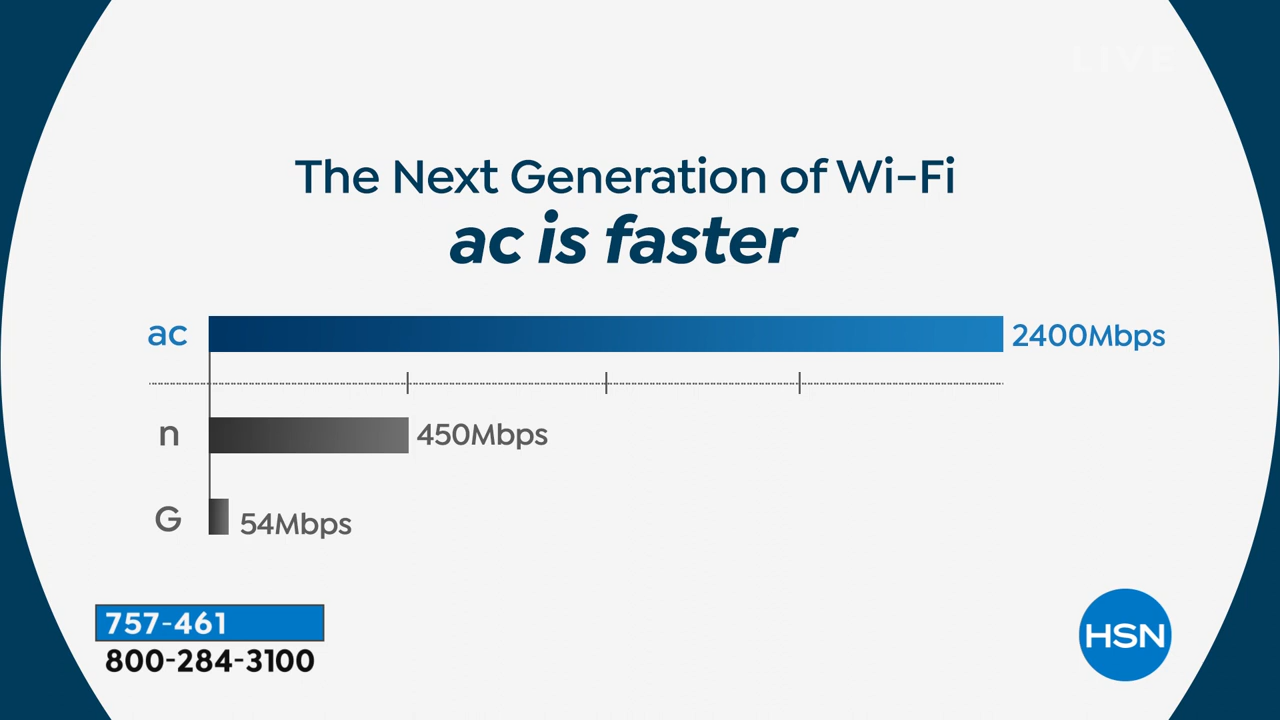 LIVE
The Next Generation of Wi-Fi
ac is faster
ac 2400Mbps
n 450Mbps
G 54Mbps
757-461
800-284-3100
HSN